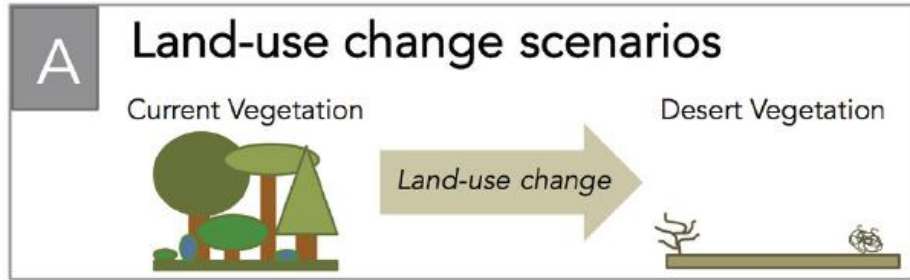 A
Land-use change scenarios
Current Vegetation
Desert Vegetation
Land-use change